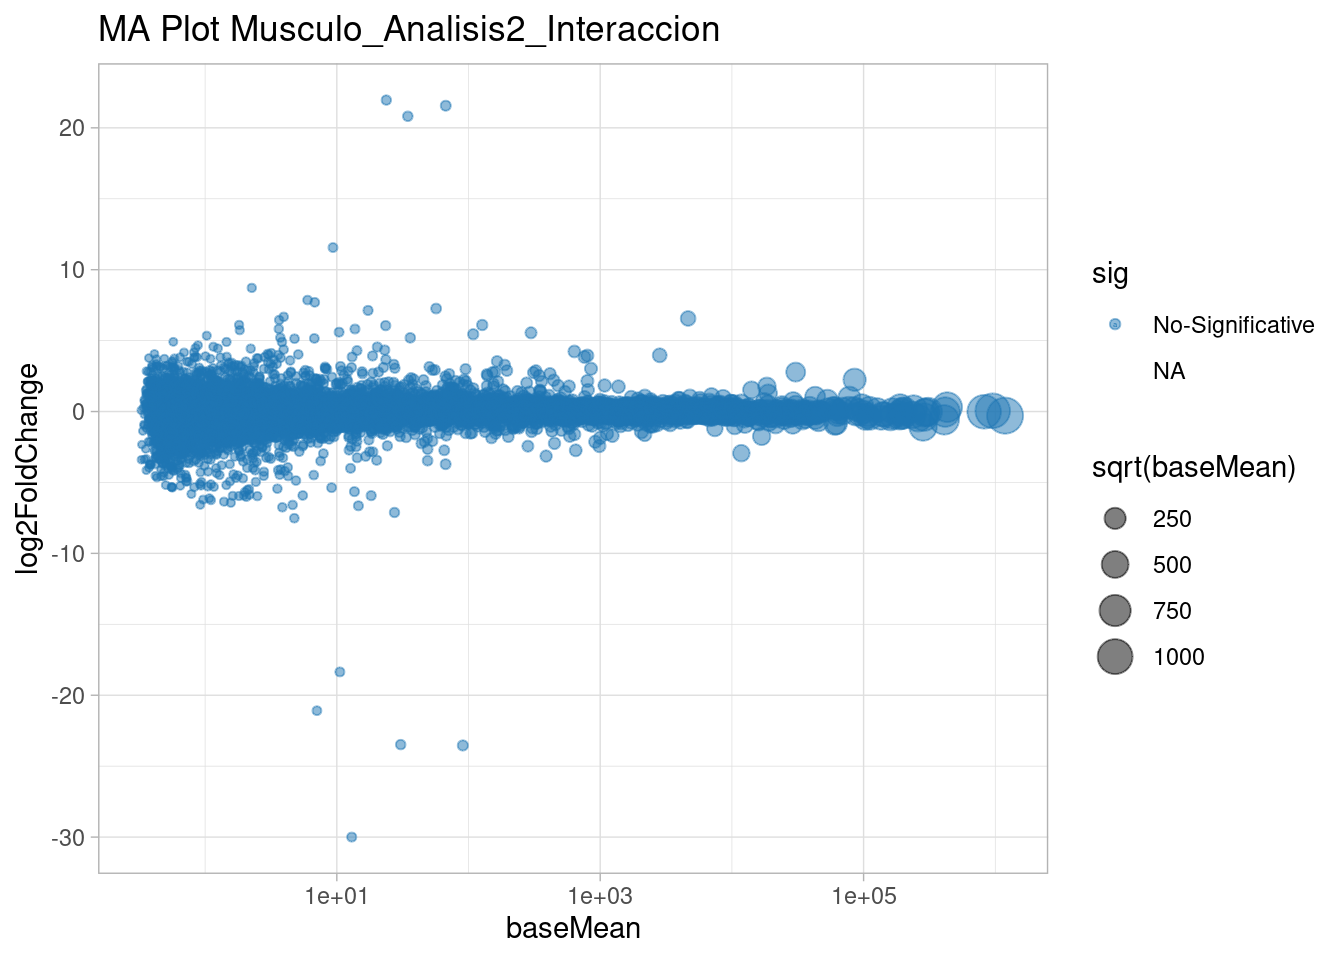 MA Plot Musculo_Analisis2_Interaccion
20
10
0
-10
-20
-30
log2FoldChange
1e+01
1e+03
1e+05
baseMean
sig
a No-Significative
NA
sqrt(baseMean)
250
500
750
1000